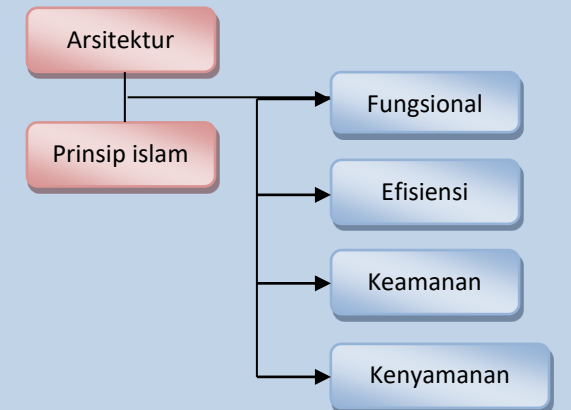 Arsitektur
Prinsip islam
Fungsional
Efisiensi
Keamanan
Kenyamanan